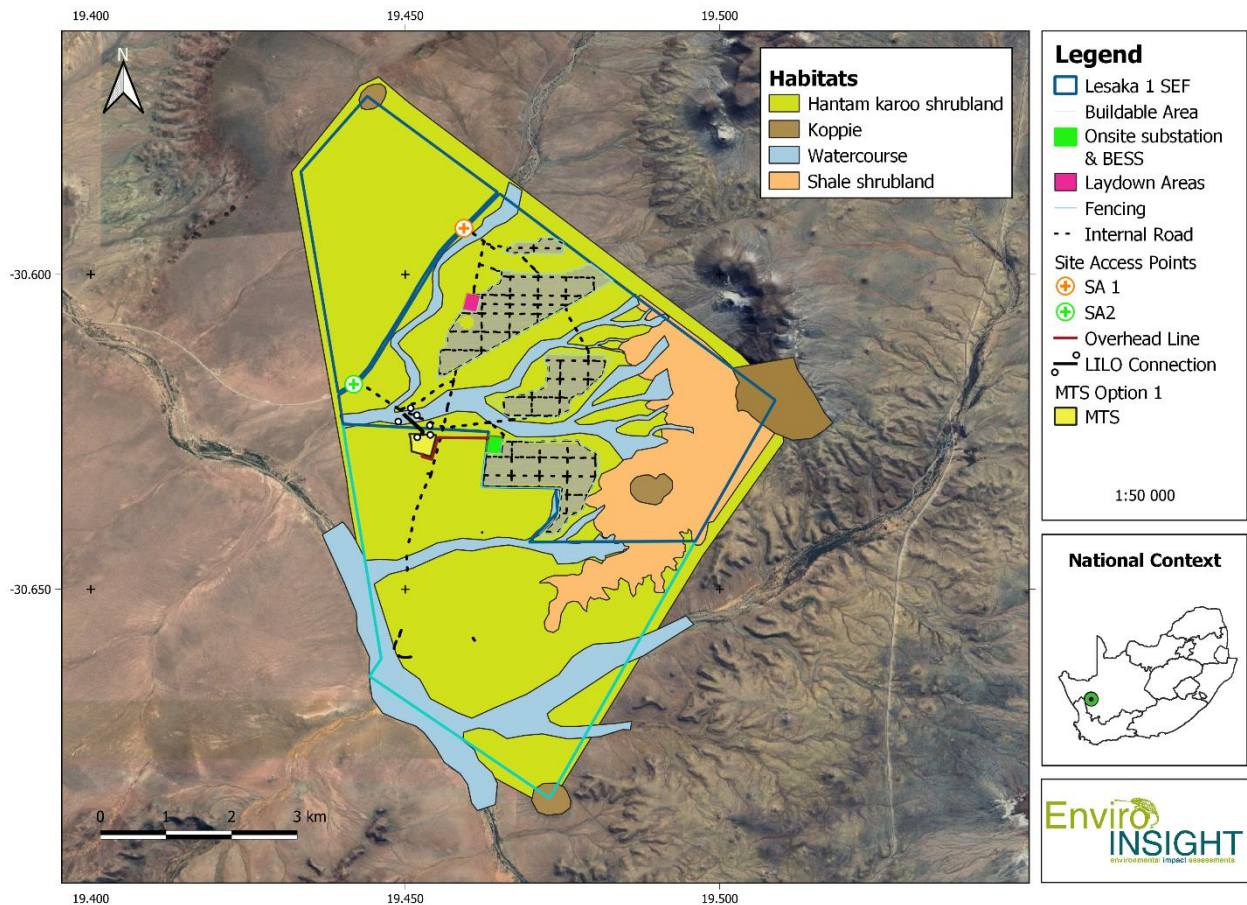 19.400
19.450
19.500
N
Habitats
Hantam karoo shrubland
Koppie
Watercourse
Shale shrubland
-30.600
-30.650
0 1 2 3 km
19.400
19.450
19.500
Legend
Lesaka 1 SEF
Buildable Area
Onsite substation
& BESS
Laydown Areas
Fencing
Internal Road
Site Access Points
SA 1
SA2
Overhead Line
LILO Connection
MTS Option 1
MTS
1:50 000
National Context
Enviro
INSIGHT
environmental impact assessments